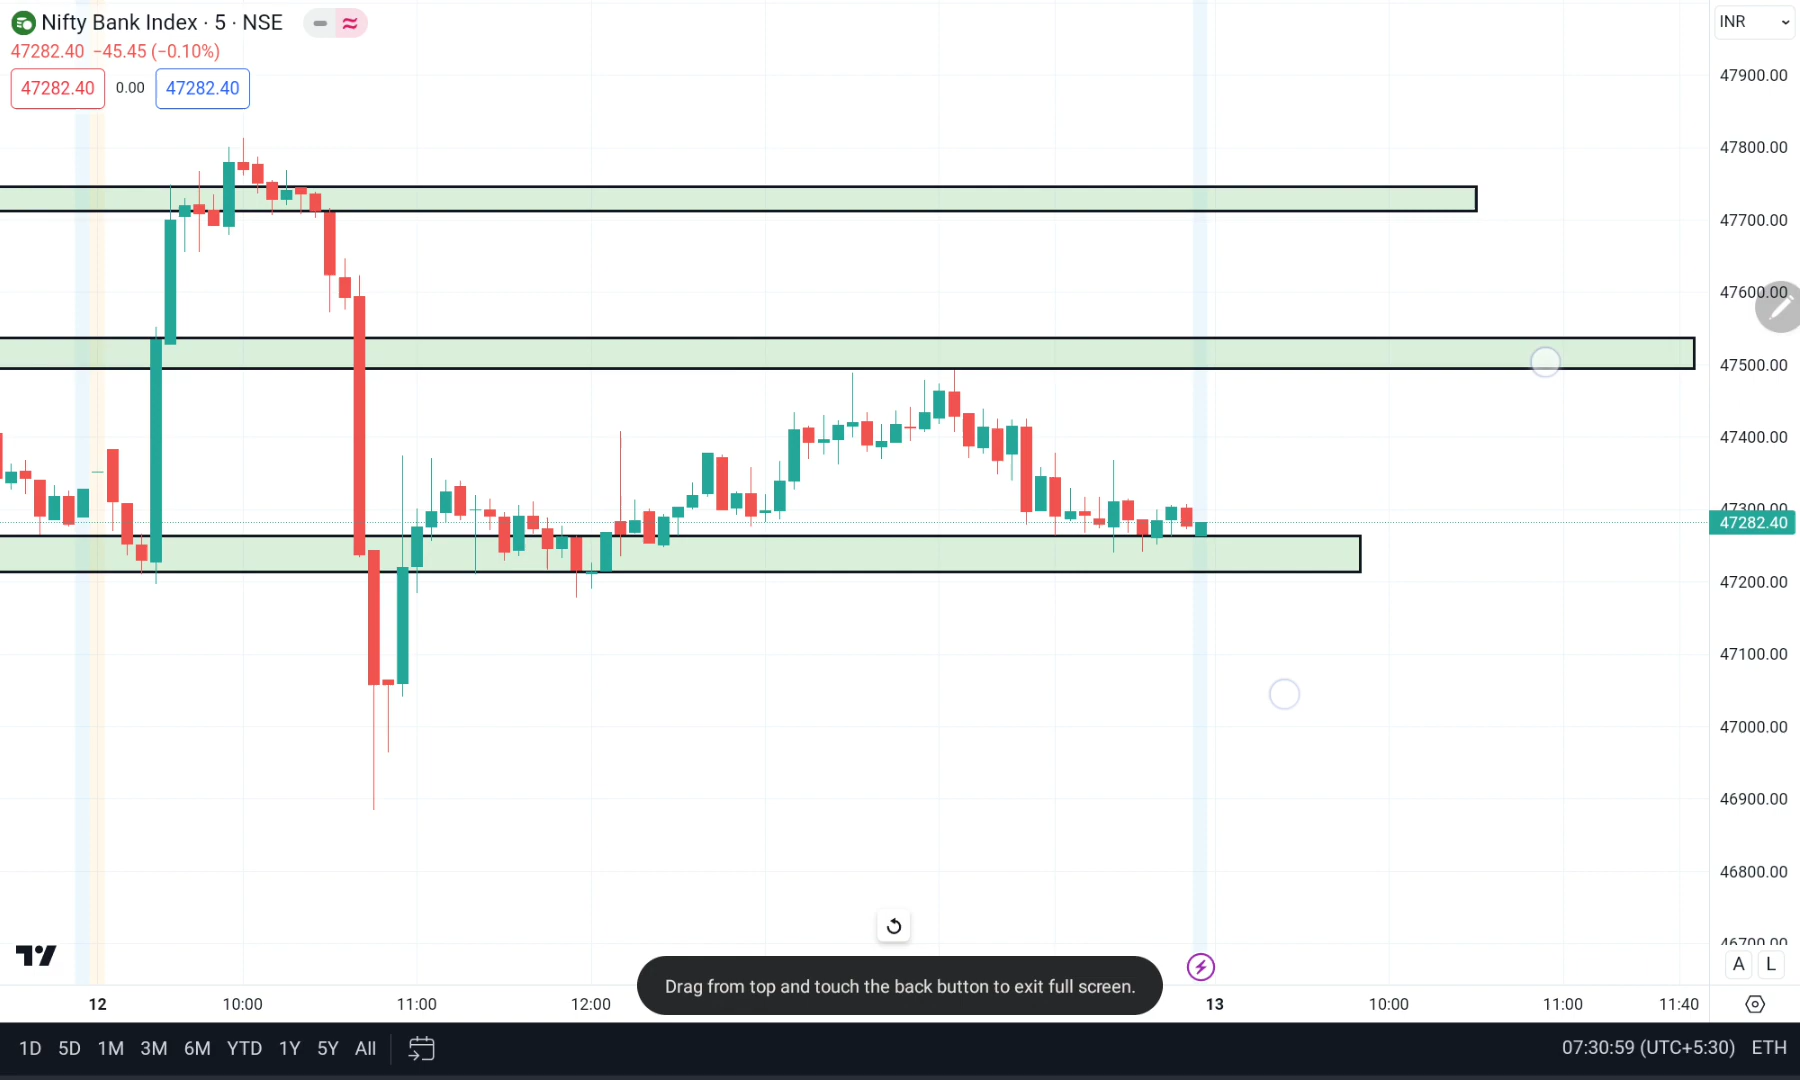 Nifty Bank Index · 5 · NSE
INR
47282.40 −45.45 (−0.10%)
47282.40 0.00 47282.40
47900.00
47800.00
47700.00
47600.00
47500.00
47400.00
47300.00
47282.40
47200.00
47100.00
47000.00
46900.00
46800.00
46700.00
A L
Drag from top and touch the back button to exit full screen.
12 10:00 11:00 12:00 13 10:00 11:00 11:40
1D 5D 1M 3M 6M YTD 1Y 5Y All
07:30:59 (UTC+5:30) ETH